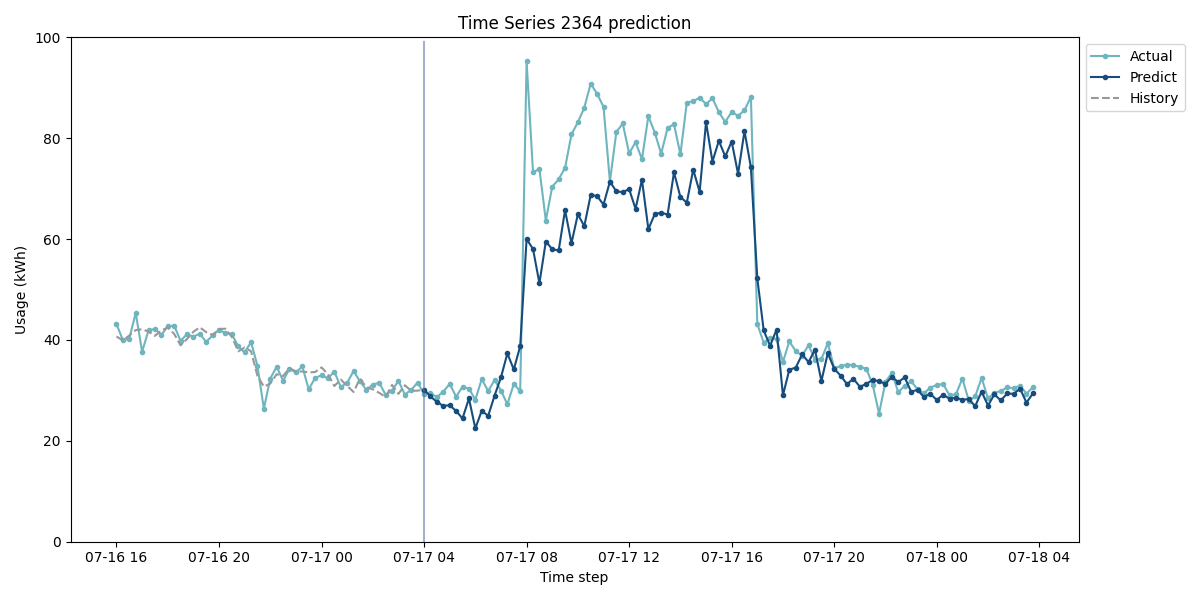 Time Series 2364 prediction
Usage (kWh)
100
80
60
40
20
0
07-16 16
07-16 20
07-17 00
07-17 04
07-17 08
07-17 12
07-17 16
07-17 20
07-18 00
07-18 04
Time step
Actual
Predict
History